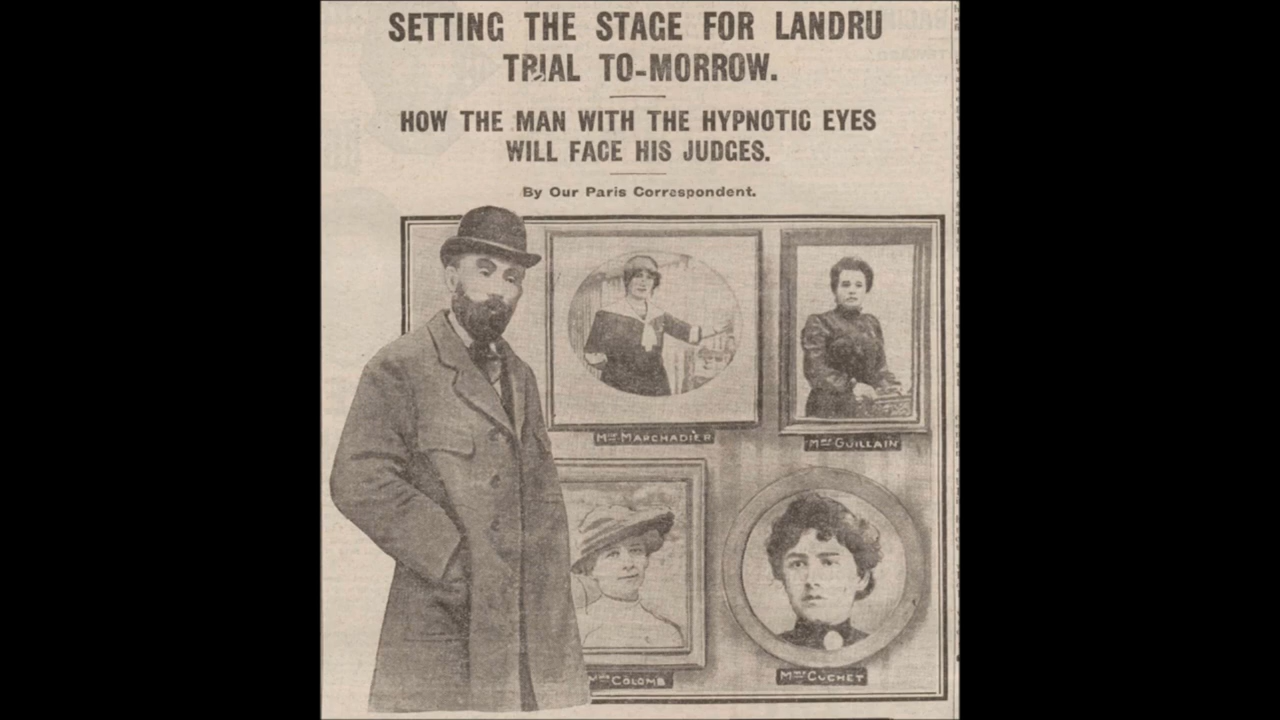 SETTING THE STAGE FOR LANDRU
TRIAL TO-MORROW.
HOW THE MAN WITH THE HYPNOTIC EYES
WILL FACE HIS JUDGES.
By Our Paris Correspondent.
Mme MARCHADIER
Mme GUILLAIN
Mme COLOMB
Mme CUCHET